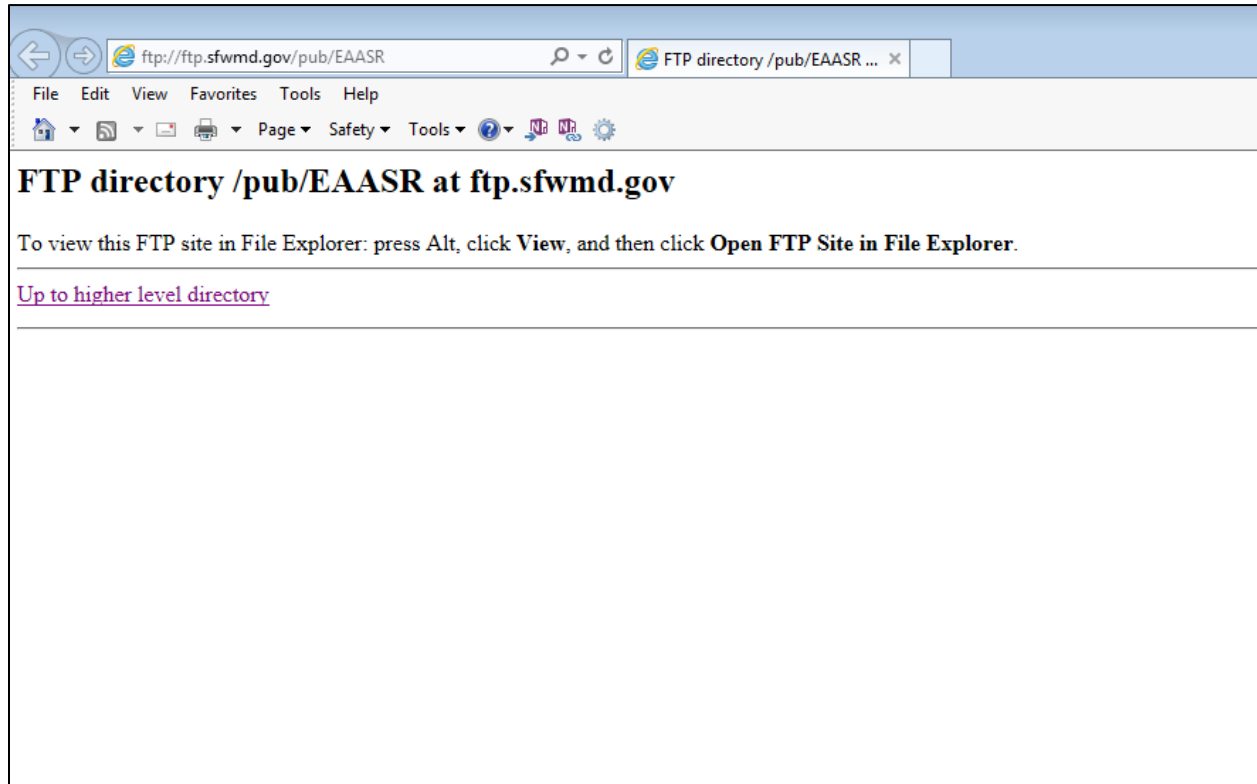 ftp://ftp.sfwmd.gov/pub/EAASR
FTP directory /pub/EAASR ...
File Edit View Favorites Tools Help
Page Safety Tools
FTP directory /pub/EAASR at ftp.sfwmd.gov
To view this FTP site in File Explorer: press Alt, click View, and then click Open FTP Site in File Explorer.
Up to higher level directory